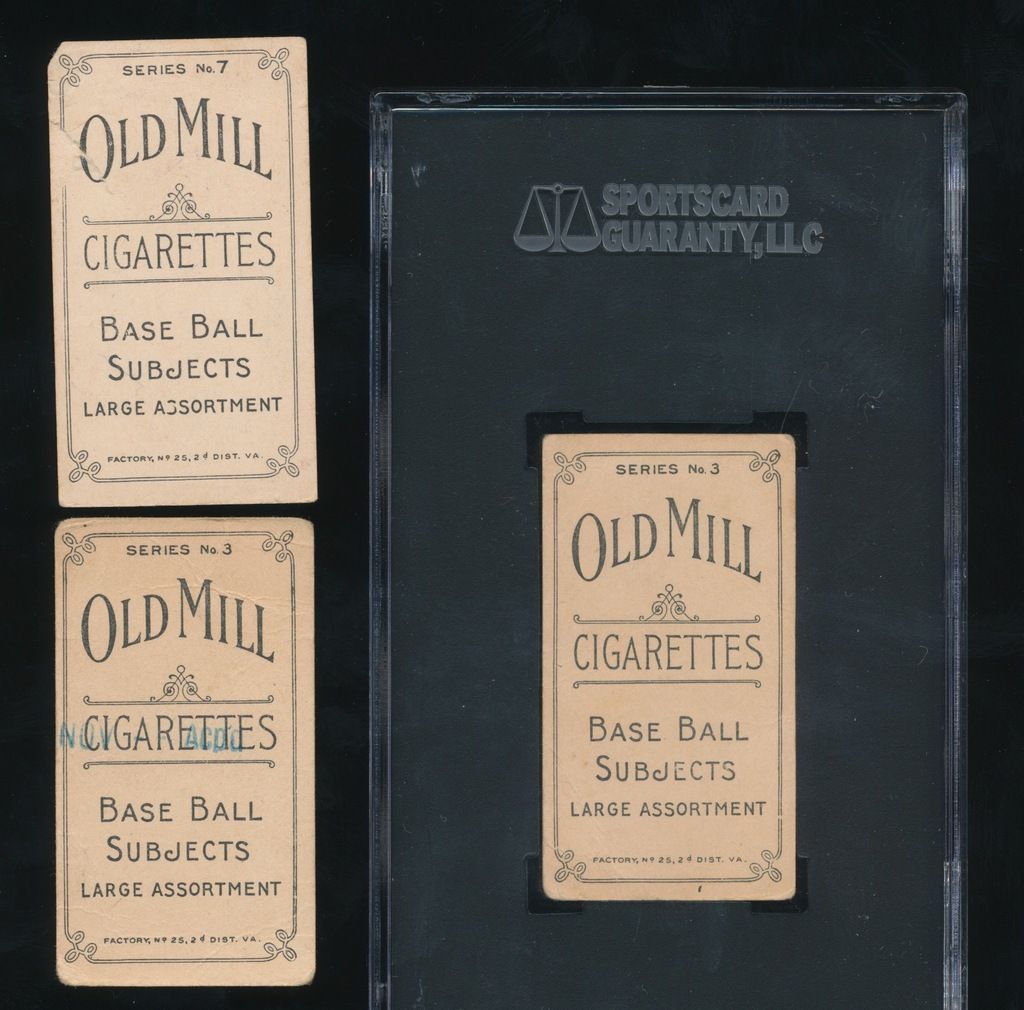 SERIES No. 7
OLD MILL
CIGARETTES
BASE BALL
SUBJECTS
LARGE ASSORTMENT
FACTORY, Nº 25, 2d DIST. VA.
SERIES No. 3
OLD MILL
CIGARETTES
BASE BALL
SUBJECTS
LARGE ASSORTMENT
FACTORY, Nº 25, 2d DIST. VA.
SPORTSCARD
GUARANTY, LLC
SERIES No. 3
OLD MILL
CIGARETTES
BASE BALL
SUBJECTS
LARGE ASSORTMENT
FACTORY, Nº 25, 2d DIST. VA.